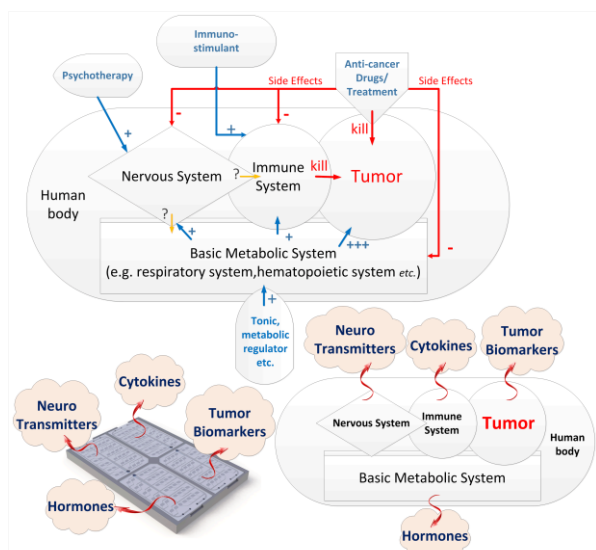 Immuno-
stimulant
Psychotherapy
Anti-cancer
Drugs/
Treatment
Side Effects
Side Effects
-
-
+
+
kill
Nervous System
?
Immune
System
kill
Tumor
Human
body
?
+
+
+++
-
Basic Metabolic System
(e.g. respiratory system,hematopoietic system etc.)
+
Tonic,
metabolic
regulator
etc.
Neuro
Transmitters
Cytokines
Tumor
Biomarkers
Nervous System
Immune
System
Tumor
Human
body
Basic Metabolic System
Hormones
Cytokines
Neuro
Transmitters
Tumor
Biomarkers
Hormones